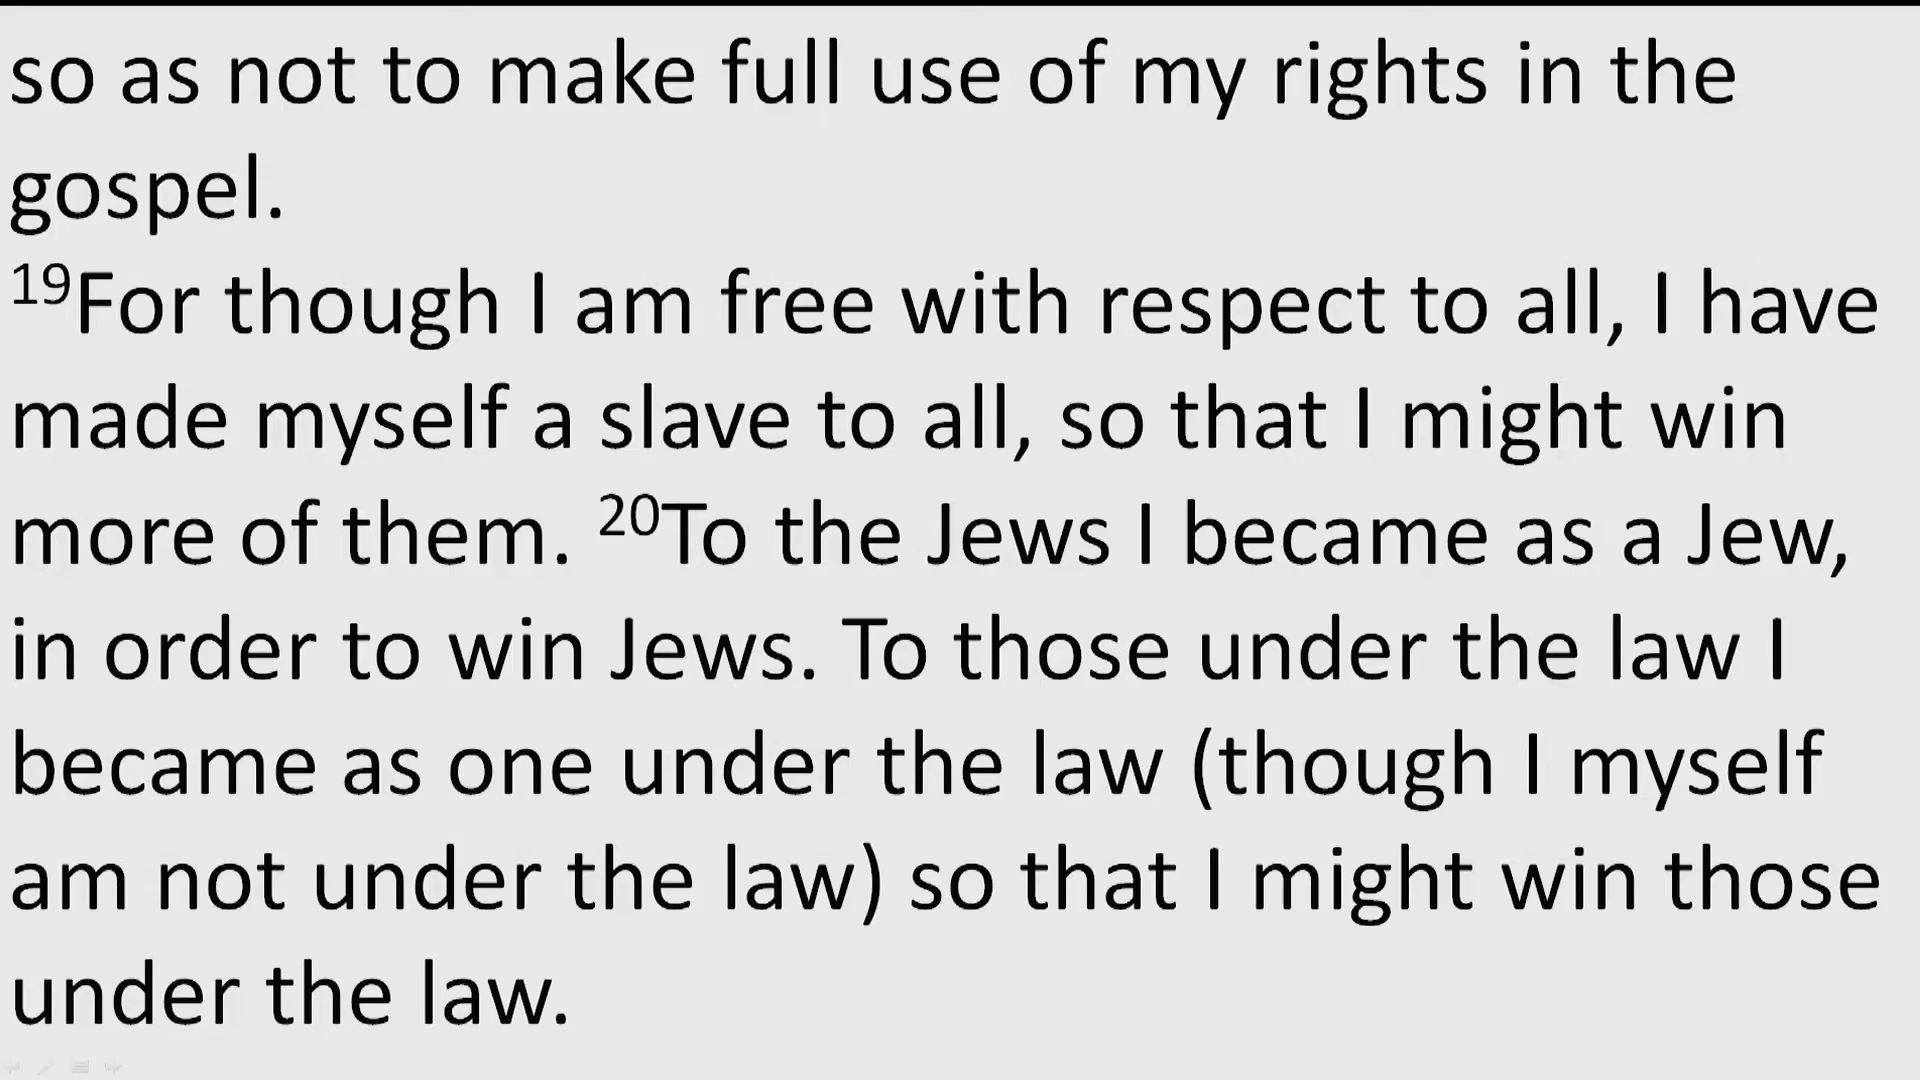 so as not to make full use of my rights in the
gospel.
19For though I am free with respect to all, I have
made myself a slave to all, so that I might win
more of them. 20To the Jews I became as a Jew,
in order to win Jews. To those under the law I
became as one under the law (though I myself
am not under the law) so that I might win those
under the law.